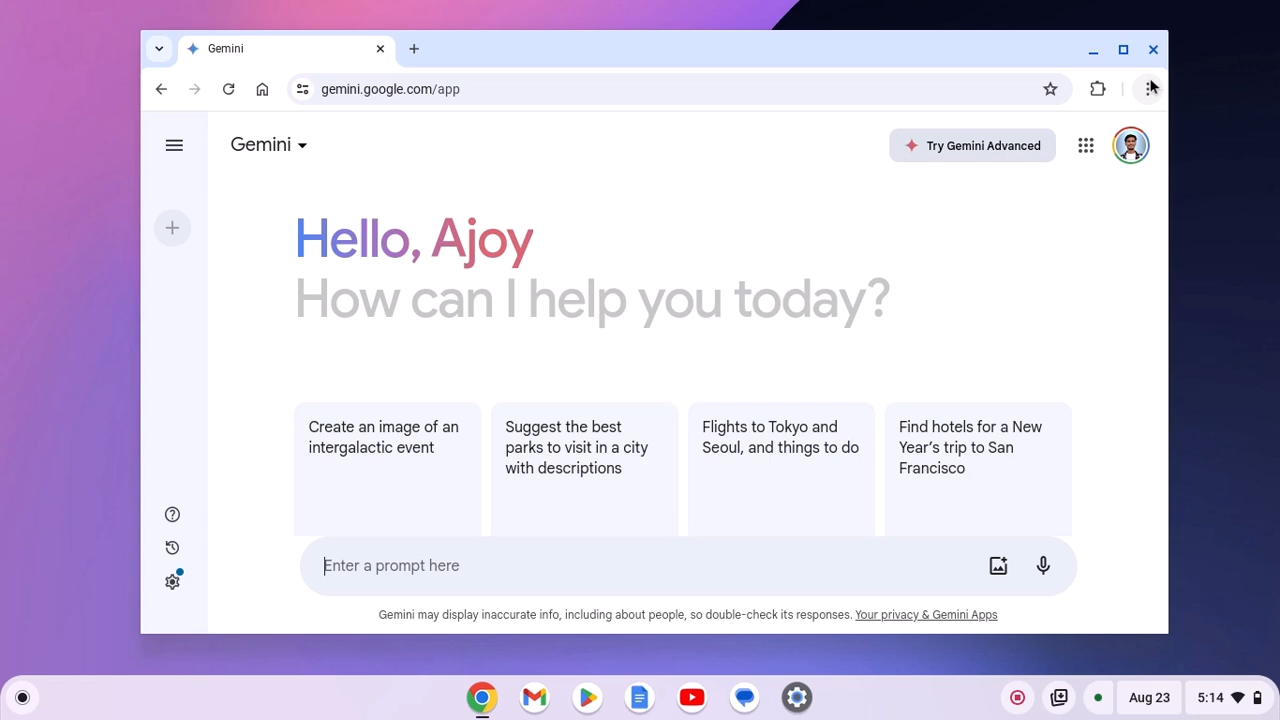 Gemini
gemini.google.com/app
Gemini
Try Gemini Advanced
Hello, Ajoy
How can I help you today?
Create an image of an
intergalactic event
Suggest the best
parks to visit in a city
with descriptions
Flights to Tokyo and
Seoul, and things to do
Find hotels for a New
Year’s trip to San
Francisco
Enter a prompt here
Gemini may display inaccurate info, including about people, so double-check its responses. Your privacy & Gemini Apps
Aug 23
5:14